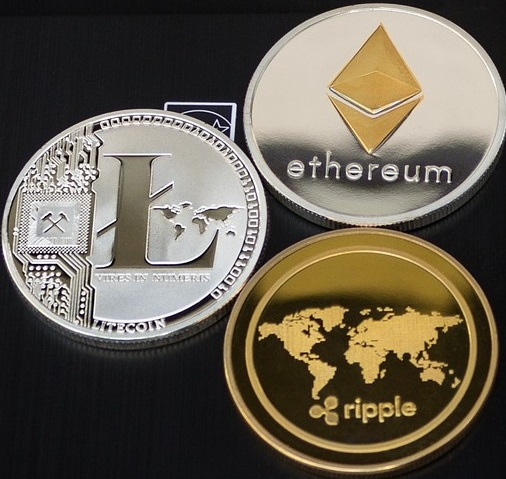 ethereum
VIRES IN NUMERIS
LITECOIN
ripple